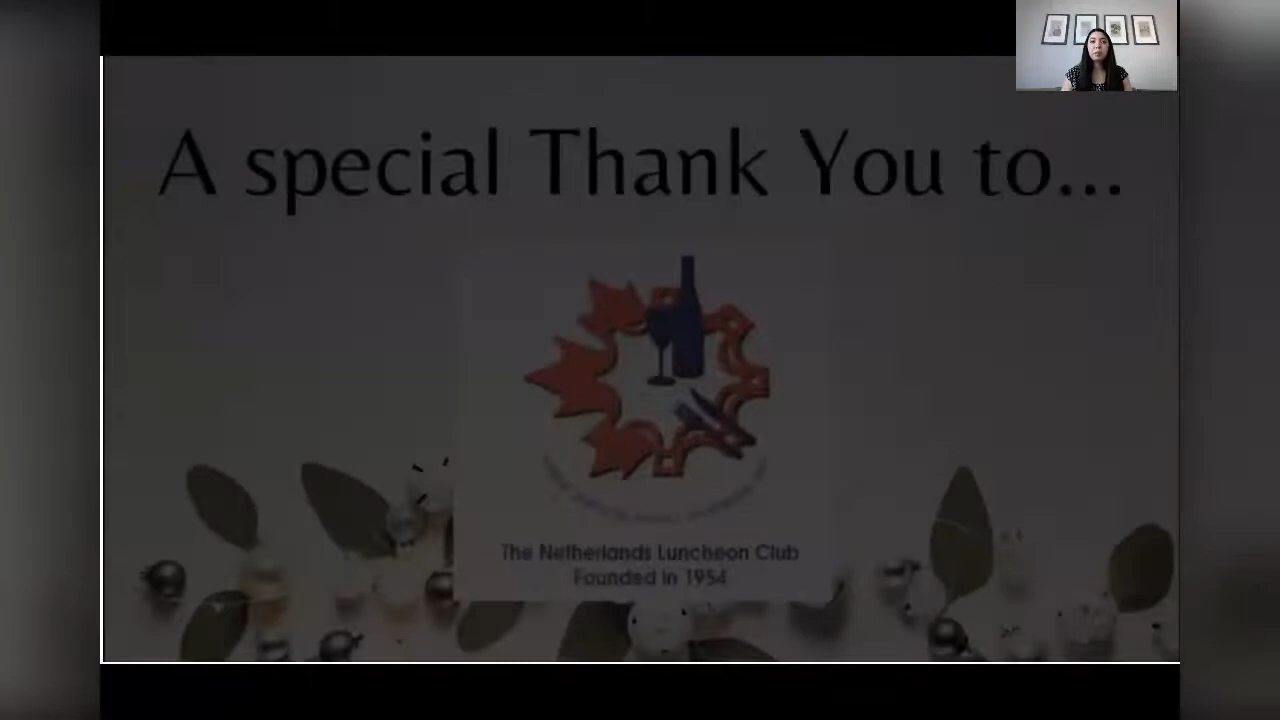 A special Thank You to...
The Netherlands Luncheon Club
Founded in 1954